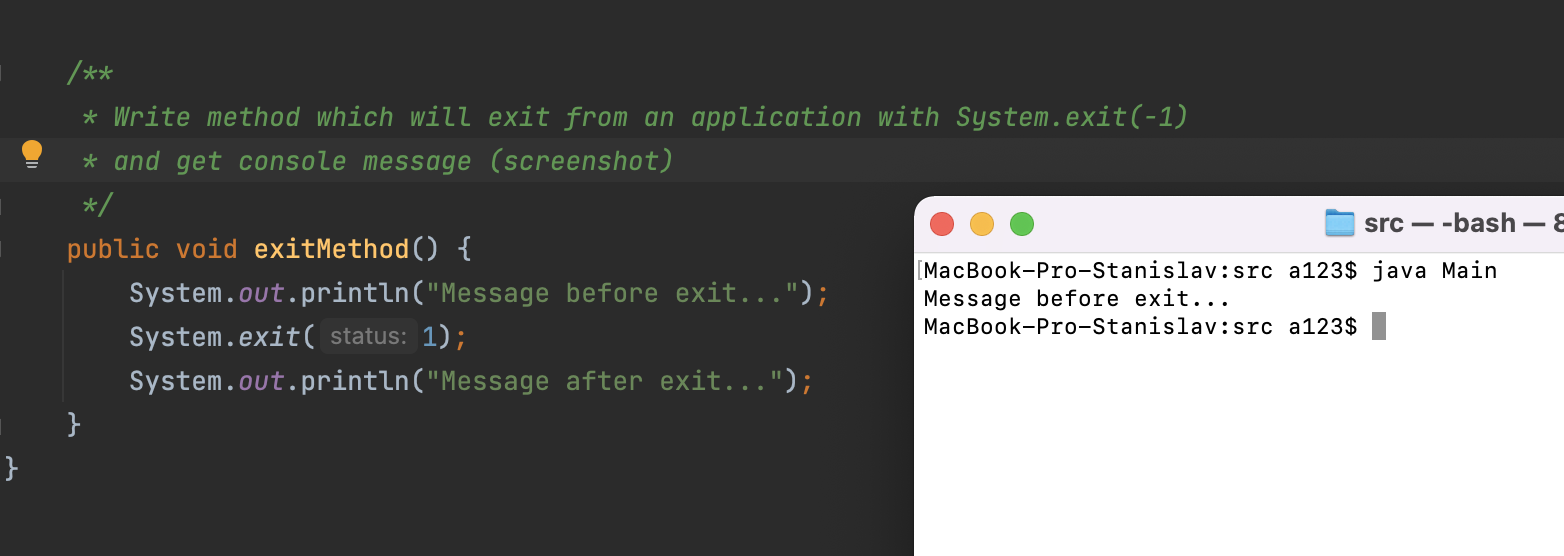 /**
* Write method which will exit from an application with System.exit(-1)
* and get console message (screenshot)
*/
public void exitMethod() {
System.out.println("Message before exit...");
System.exit( status: 1);
System.out.println("Message after exit...");
}
}
src — -bash — 8
MacBook-Pro-Stanislav:src a123$ java Main
Message before exit...
MacBook-Pro-Stanislav:src a123$